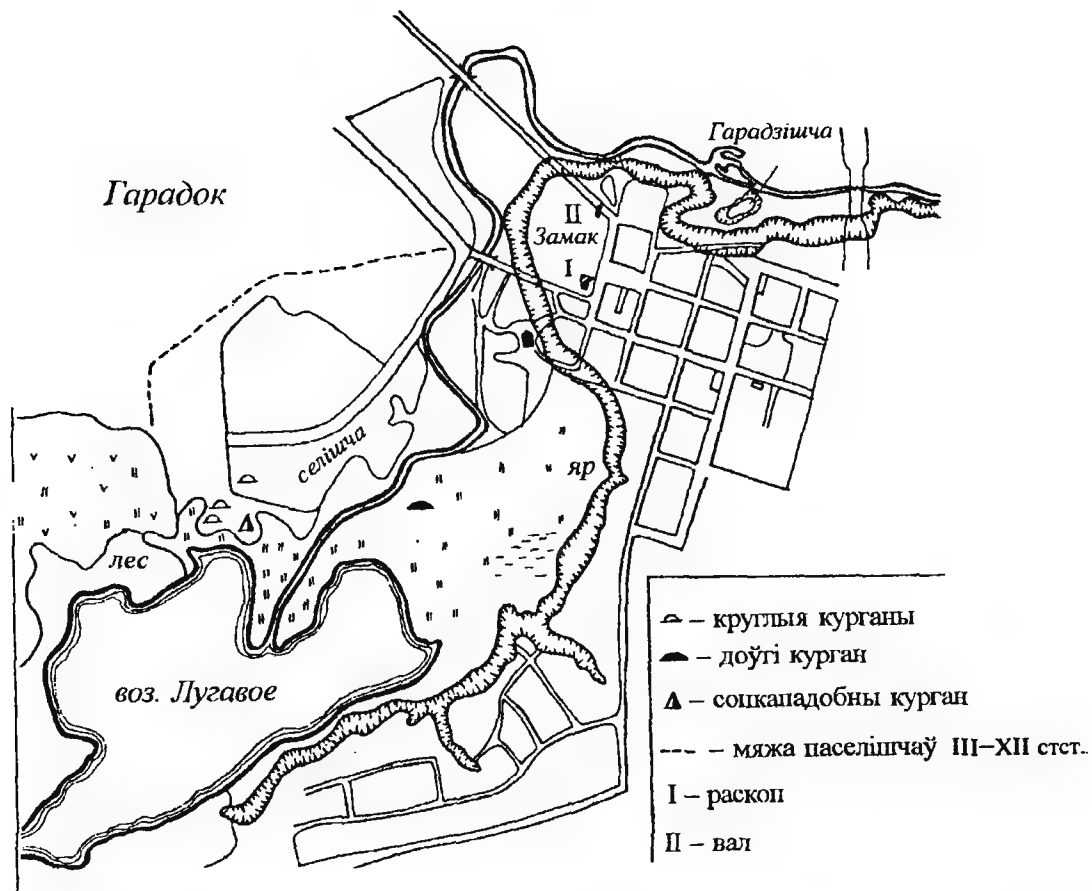 Гарадзішча
Гарадок
II
Замак
I
селішча
яр
лес
воз. Лугавое
– круглыя курганы
– доўгі курган
– сопкападобны курган
– мяжа паселішчаў III–XII стст.
I – раскоп
II – вал